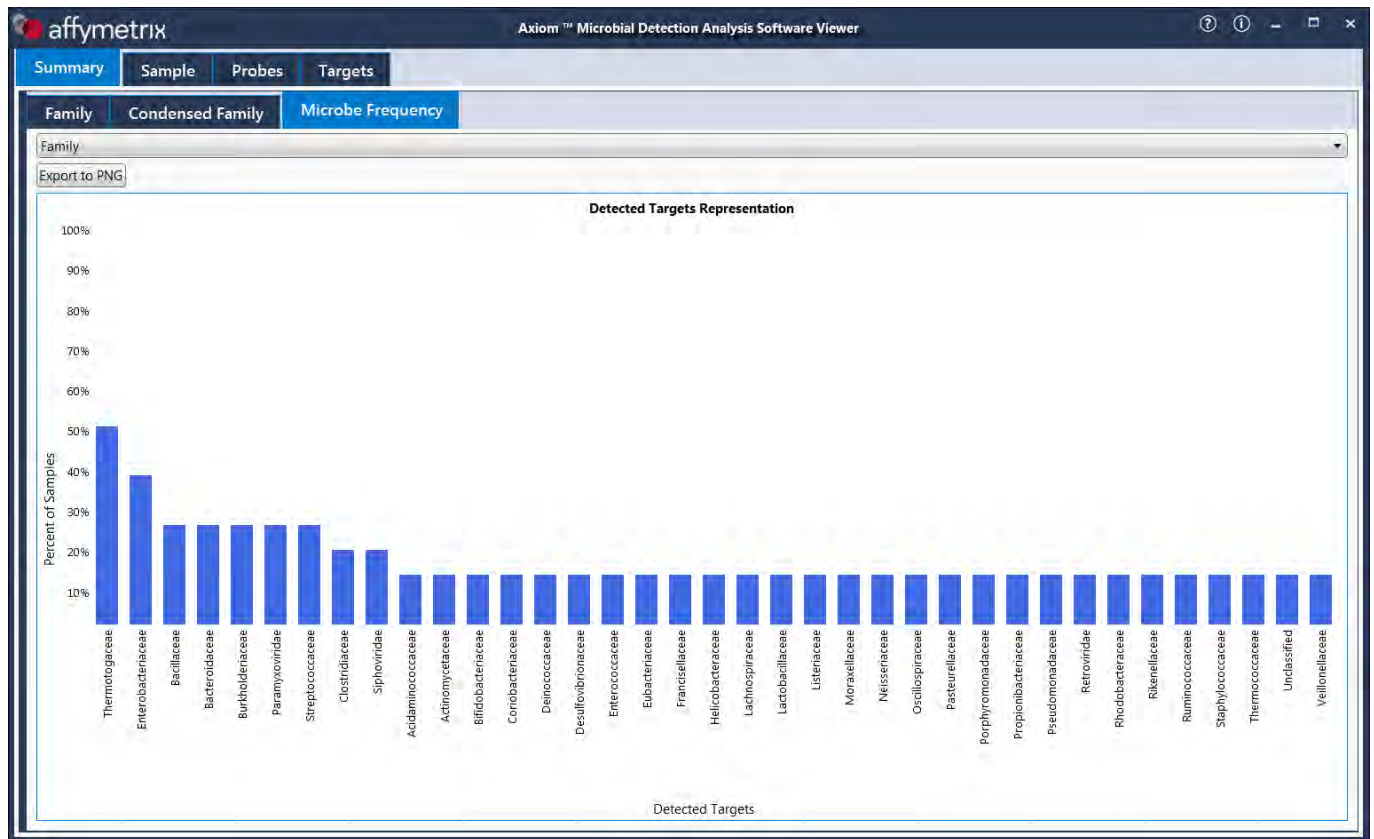 affymetrix
Axiom ™ Microbial Detection Analysis Software Viewer
Summary Sample Probes Targets
Family Condensed Family Microbe Frequency
Family
Export to PNG
Detected Targets Representation
100%
90%
80%
70%
60%
50%
40%
30%
20%
10%
Percent of Samples
Thermotogaceae
Enterobacteriaceae
Bacillaceae
Bacteroidaceae
Burkholderiaceae
Paramyxoviridae
Streptococcaceae
Clostridiaceae
Siphoviridae
Acidaminococcaceae
Actinomycetaceae
Bifidobacteriaceae
Coriobacteriaceae
Deinococcaceae
Desulfovibrionaceae
Enterococcaceae
Eubacteriaceae
Francisellaceae
Helicobacteraceae
Lachnospiraceae
Lactobacillaceae
Listeriaceae
Moraxellaceae
Neisseriaceae
Oscillospiraceae
Pasteurellaceae
Porphyromonadaceae
Propionibacteriaceae
Pseudomonadaceae
Retroviridae
Rhodobacteraceae
Rikenellaceae
Ruminococcaceae
Staphylococcaceae
Thermococcaceae
Unclassified
Veillonellaceae
Detected Targets